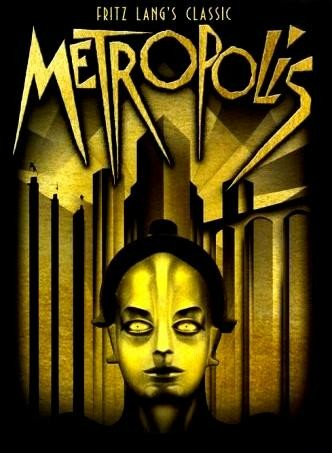 FRITZ LANG'S CLASSIC
METROPOLIS